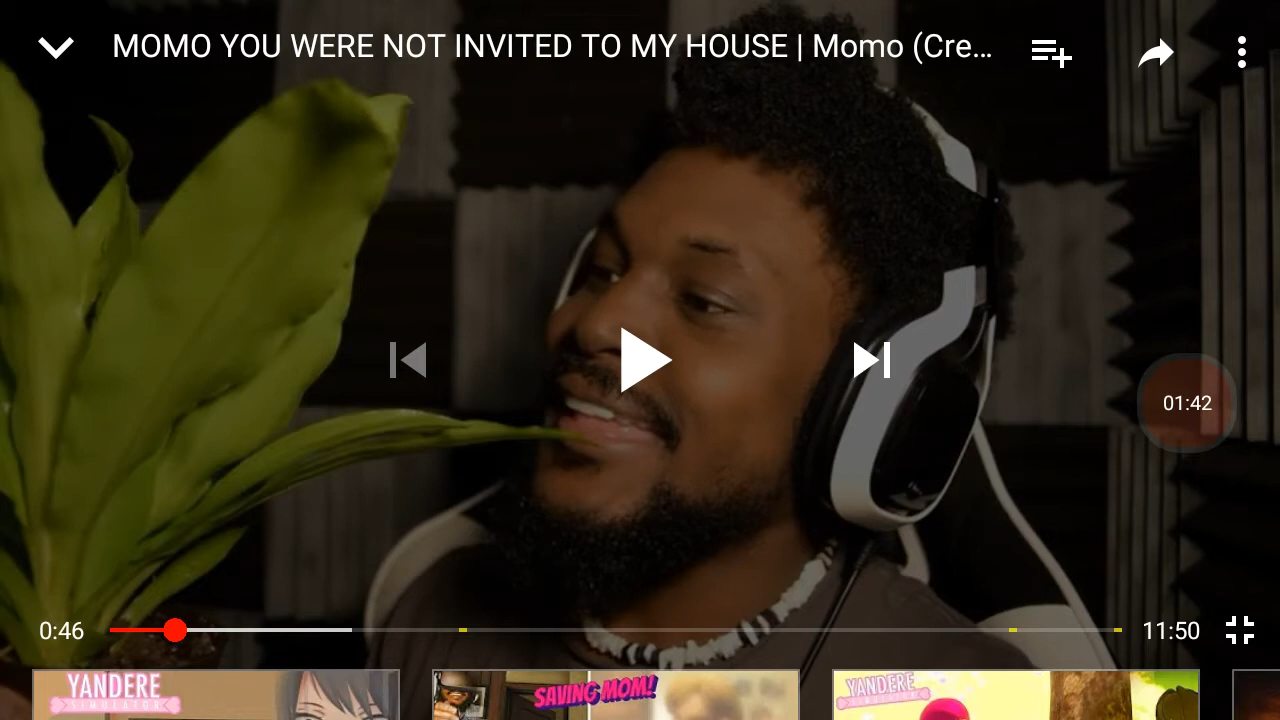 MOMO YOU WERE NOT INVITED TO MY HOUSE | Momo (Cre...
01:42
0:46
11:50
YANDERE
SIMULATOR
SAVING MOM!
YANDERE
SIMULATOR